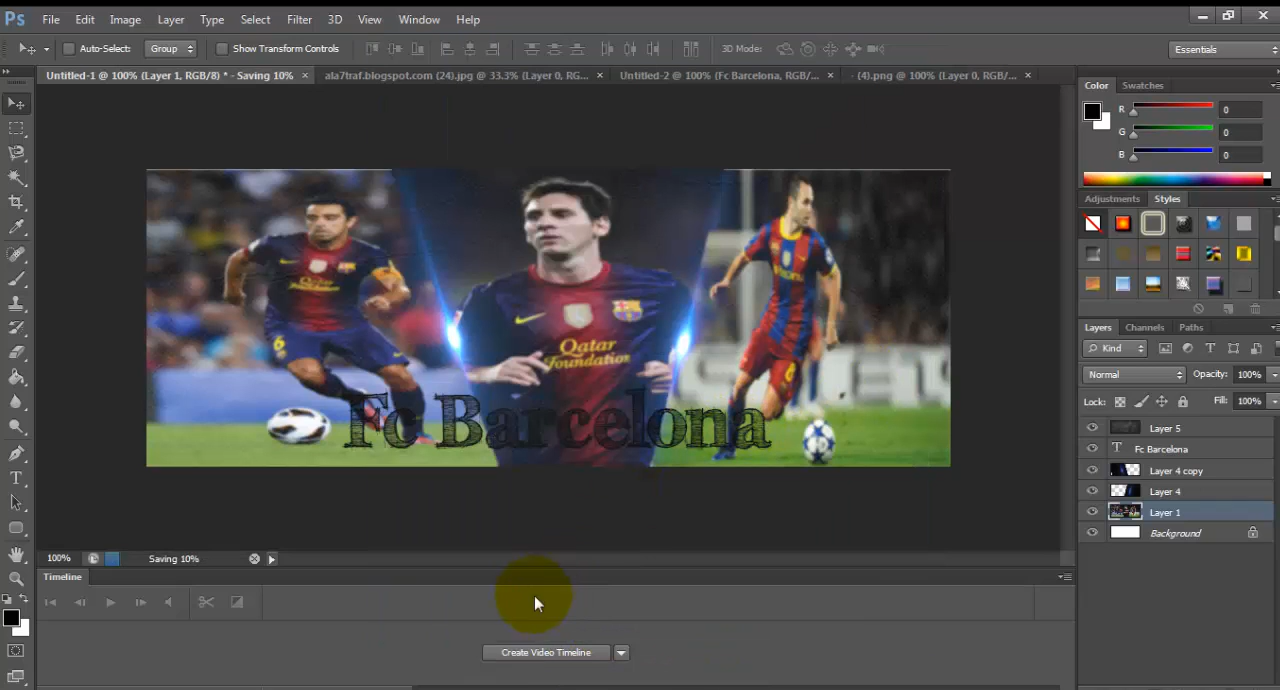 Ps File Edit Image Layer Type Select Filter 3D View Window Help
Auto-Select: Group Show Transform Controls 3D Mode: Essentials
Untitled-1 @ 100% (Layer 1, RGB/8) * - Saving 10% × ala7traf.blogspot.com (24).jpg @ 33.3% (Layer 0, RG... × Untitled-2 @ 100% (Fc Barcelona, RGB/... × · (4).png @ 100% (Layer 0, RGB/... ×
Color Swatches
R 0
G 0
B 0
Adjustments Styles
Qatar
Foundation
6
6
Fc Barcelona
Layers Channels Paths
Kind
Normal Opacity: 100%
Lock: Fill: 100%
Layer 5
T Fc Barcelona
Layer 4 copy
Layer 4
Layer 1
Background
100% Saving 10%
Timeline
Create Video Timeline